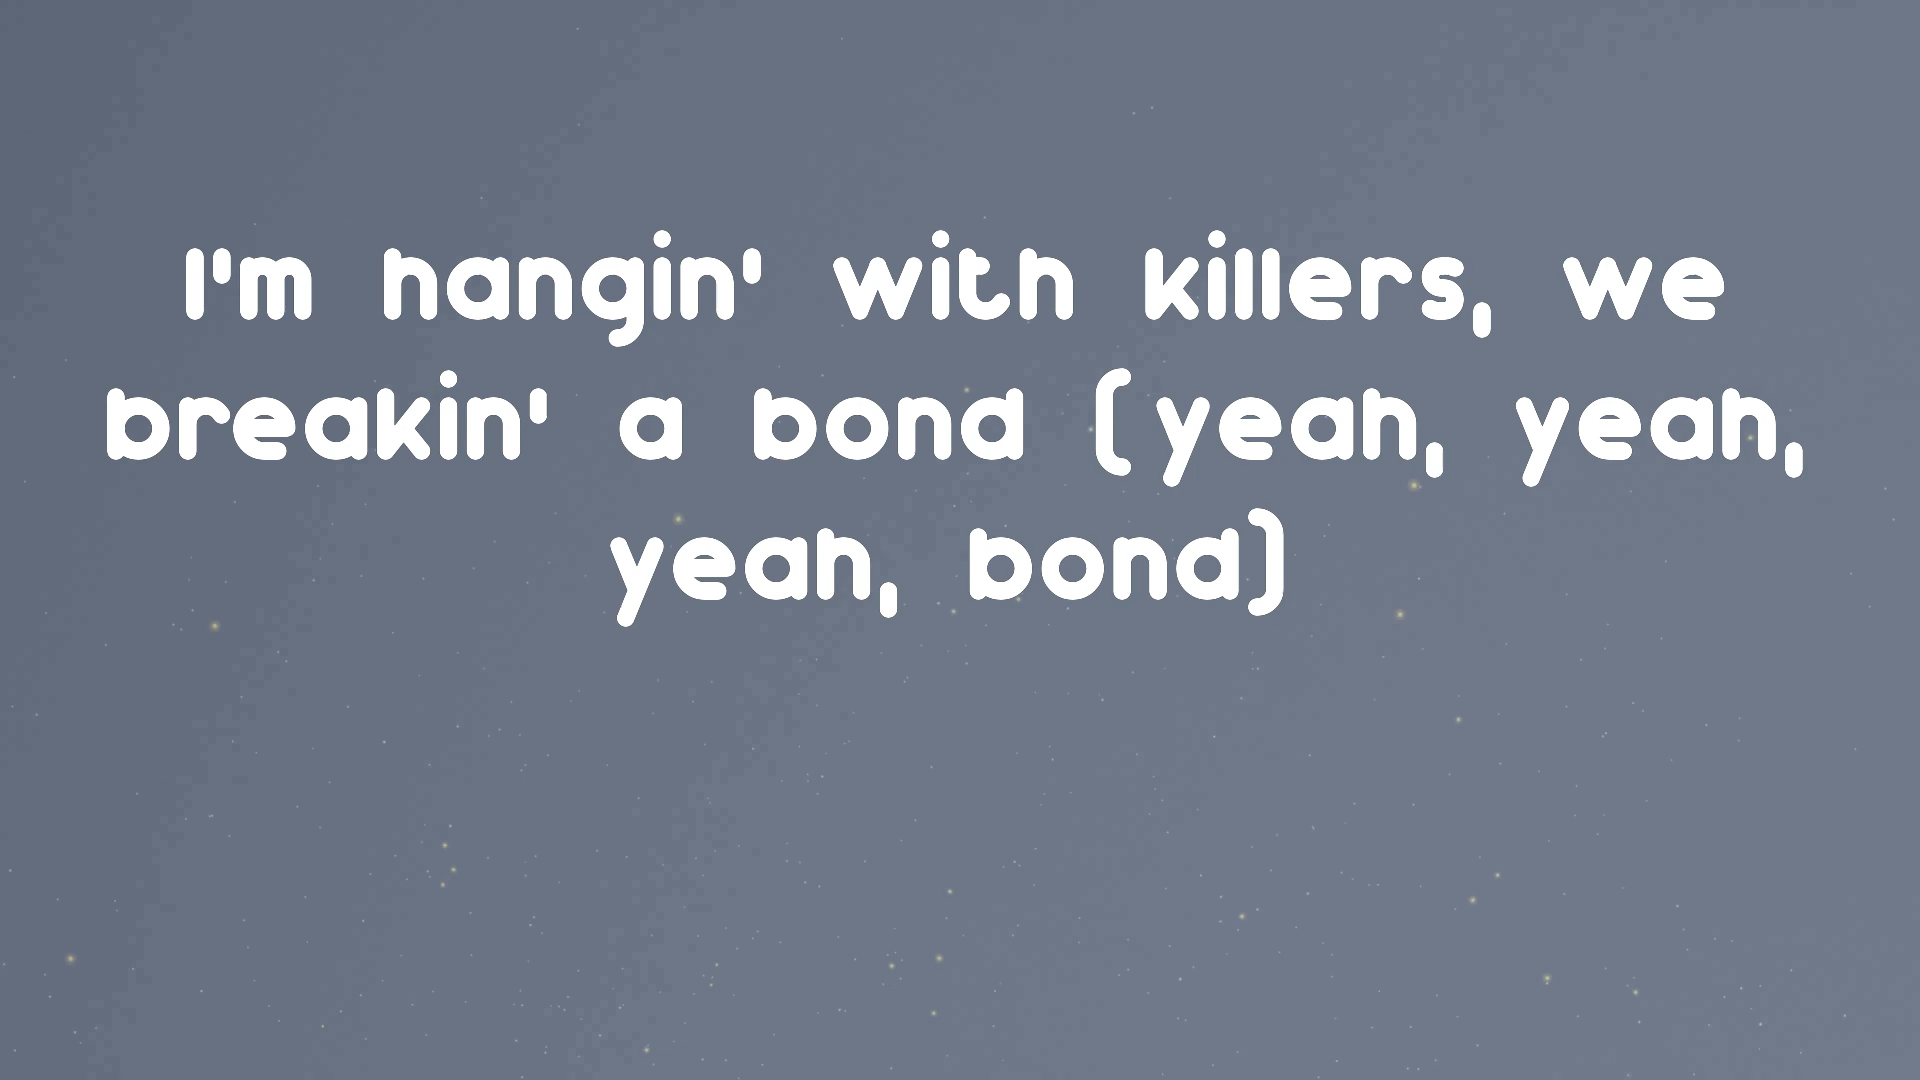 I'm hangin' with killers, we
breakin' a bond (yeah, yeah,
yeah, bond)